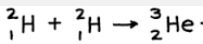 ²₁H + ²₁H → ³₂He·